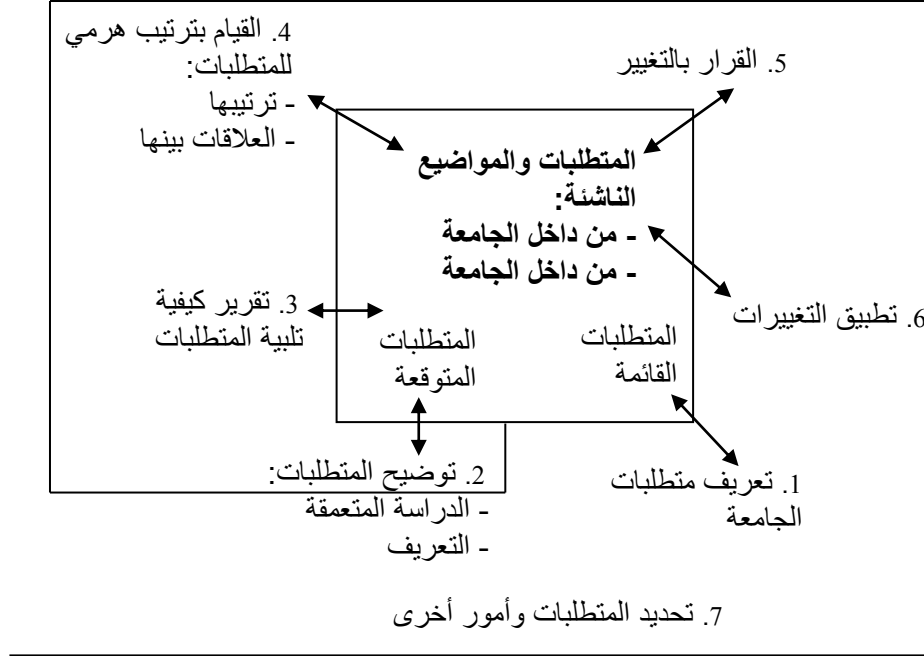 4. القيام بترتيب هرمي
للمتطلبات:
- ترتيبها
- العلاقات بينها
5. القرار بالتغيير
المتطلبات والمواضيع
الناشئة:
- من داخل الجامعة
- من داخل الجامعة
6. تطبيق التغييرات
3. تقرير كيفية
تلبية المتطلبات
المتطلبات
القائمة
المتطلبات
المتوقعة
1. تعريف متطلبات
الجامعة
2. توضيح المتطلبات:
- الدراسة المتعمقة
- التعريف
7. تحديد المتطلبات وأمور أخرى